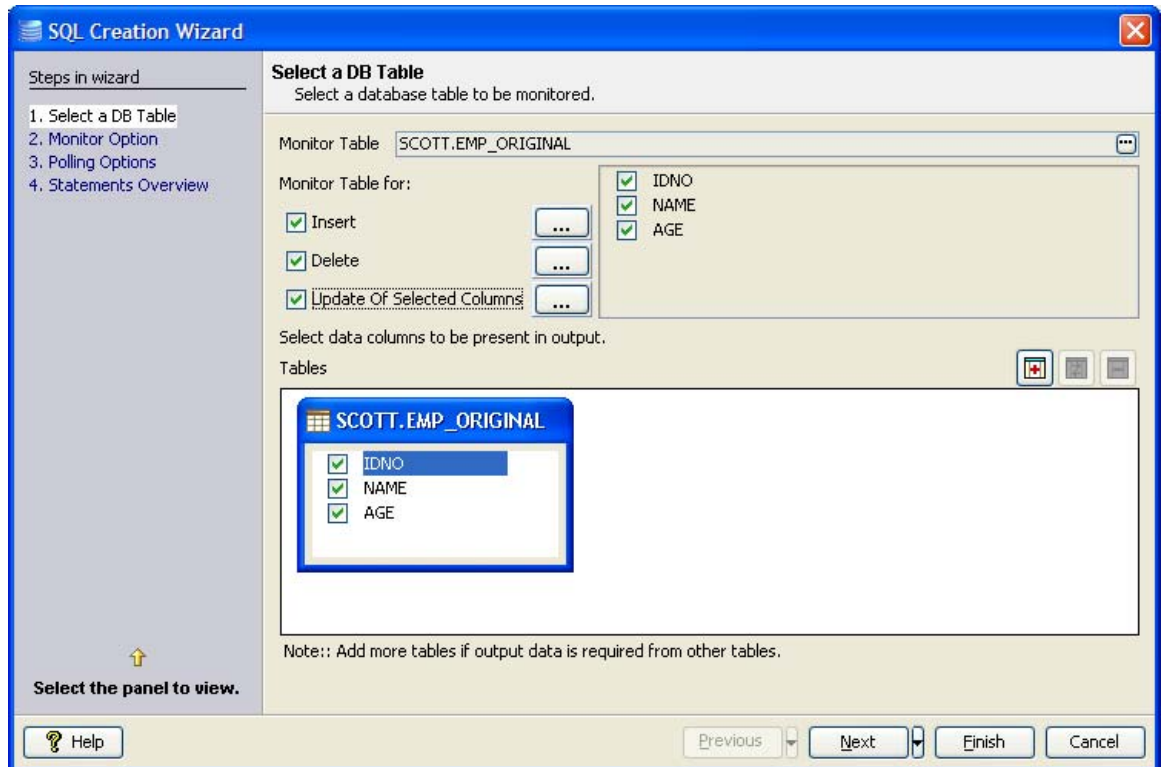 SQL Creation Wizard
Steps in wizard
1. Select a DB Table
2. Monitor Option
3. Polling Options
4. Statements Overview
Select the panel to view.
Select a DB Table
Select a database table to be monitored.
Monitor Table SCOTT.EMP_ORIGINAL ...
Monitor Table for:
Insert ...
Delete ...
Update Of Selected Columns ...
IDNO
NAME
AGE
Select data columns to be present in output.
Tables
SCOTT.EMP_ORIGINAL
IDNO
NAME
AGE
Note:: Add more tables if output data is required from other tables.
Help
Previous
Next
Finish
Cancel